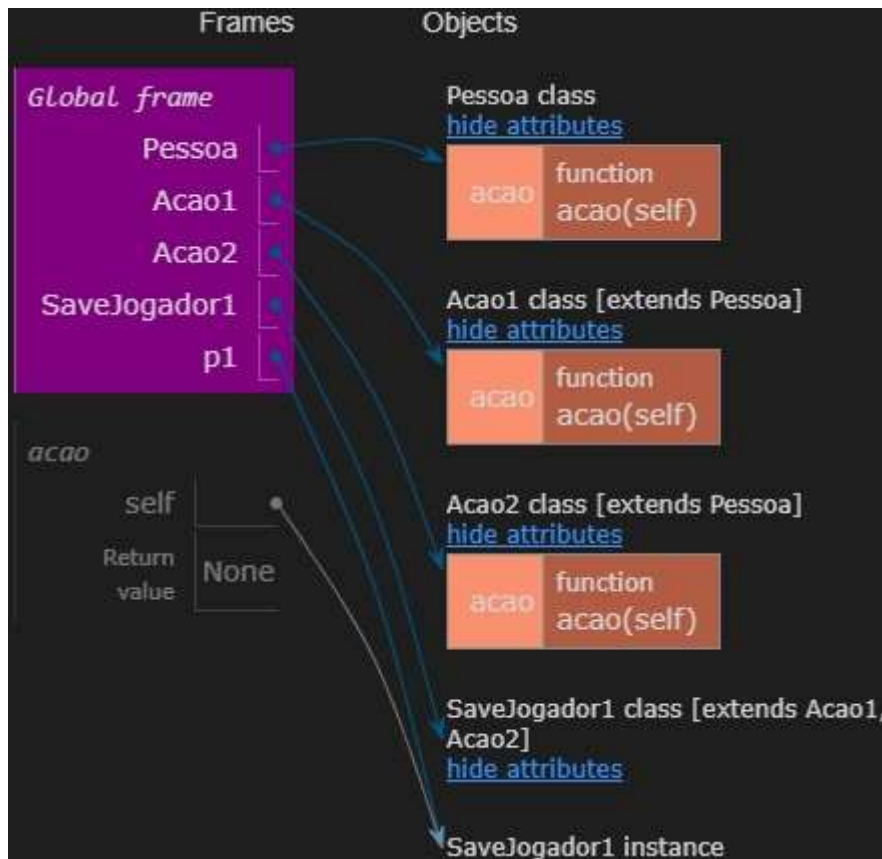 Frames
Objects
Global frame
Pessoa
Acao1
Acao2
SaveJogador1
p1
acao
self
Return
value
None
Pessoa class
hide attributes
acao
function
acao(self)
Acao1 class [extends Pessoa]
hide attributes
acao
function
acao(self)
Acao2 class [extends Pessoa]
hide attributes
acao
function
acao(self)
SaveJogador1 class [extends Acao1,
Acao2]
hide attributes
SaveJogador1 instance